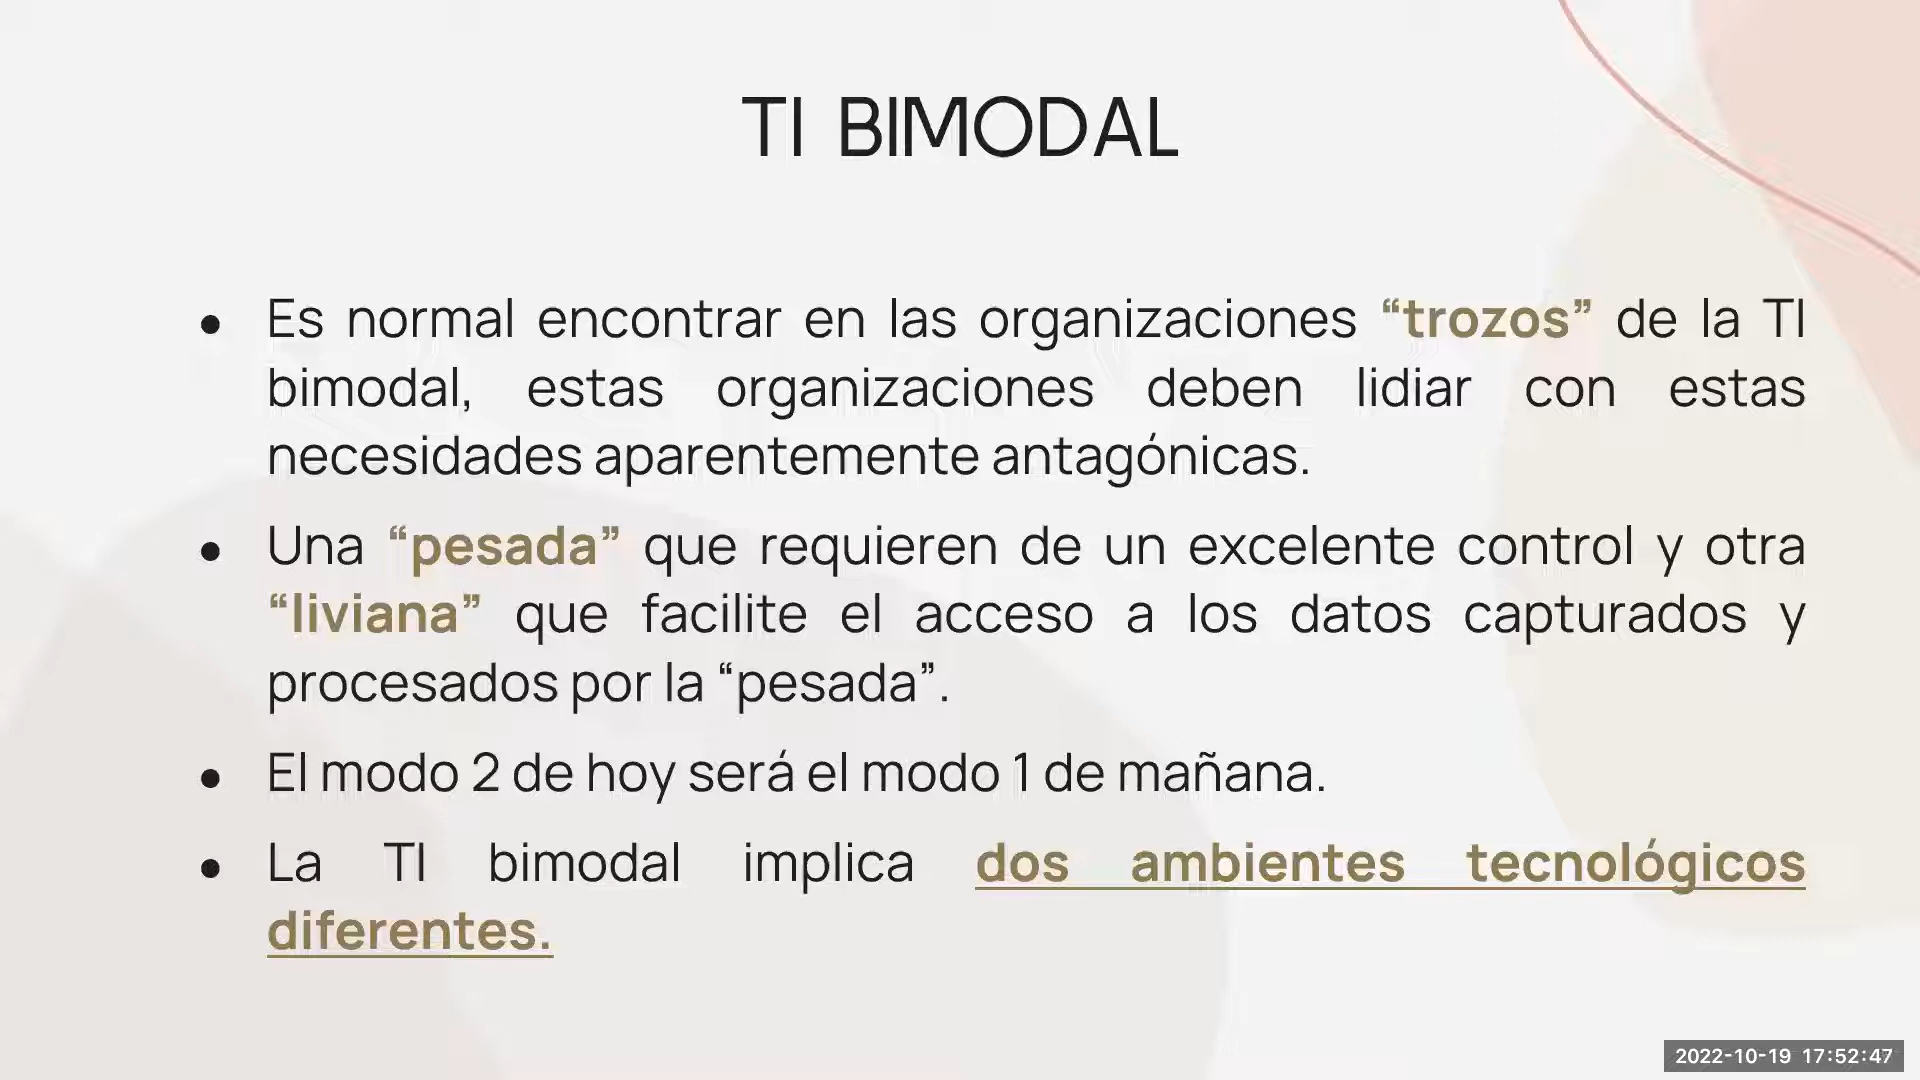 TI BIMODAL
● Es normal encontrar en las organizaciones “trozos” de la TI
bimodal, estas organizaciones deben lidiar con estas
necesidades aparentemente antagónicas.
● Una “pesada” que requieren de un excelente control y otra
“liviana” que facilite el acceso a los datos capturados y
procesados por la “pesada”.
● El modo 2 de hoy será el modo 1 de mañana.
● La TI bimodal implica dos ambientes tecnológicos
diferentes.
2022-10-19 17:52:47